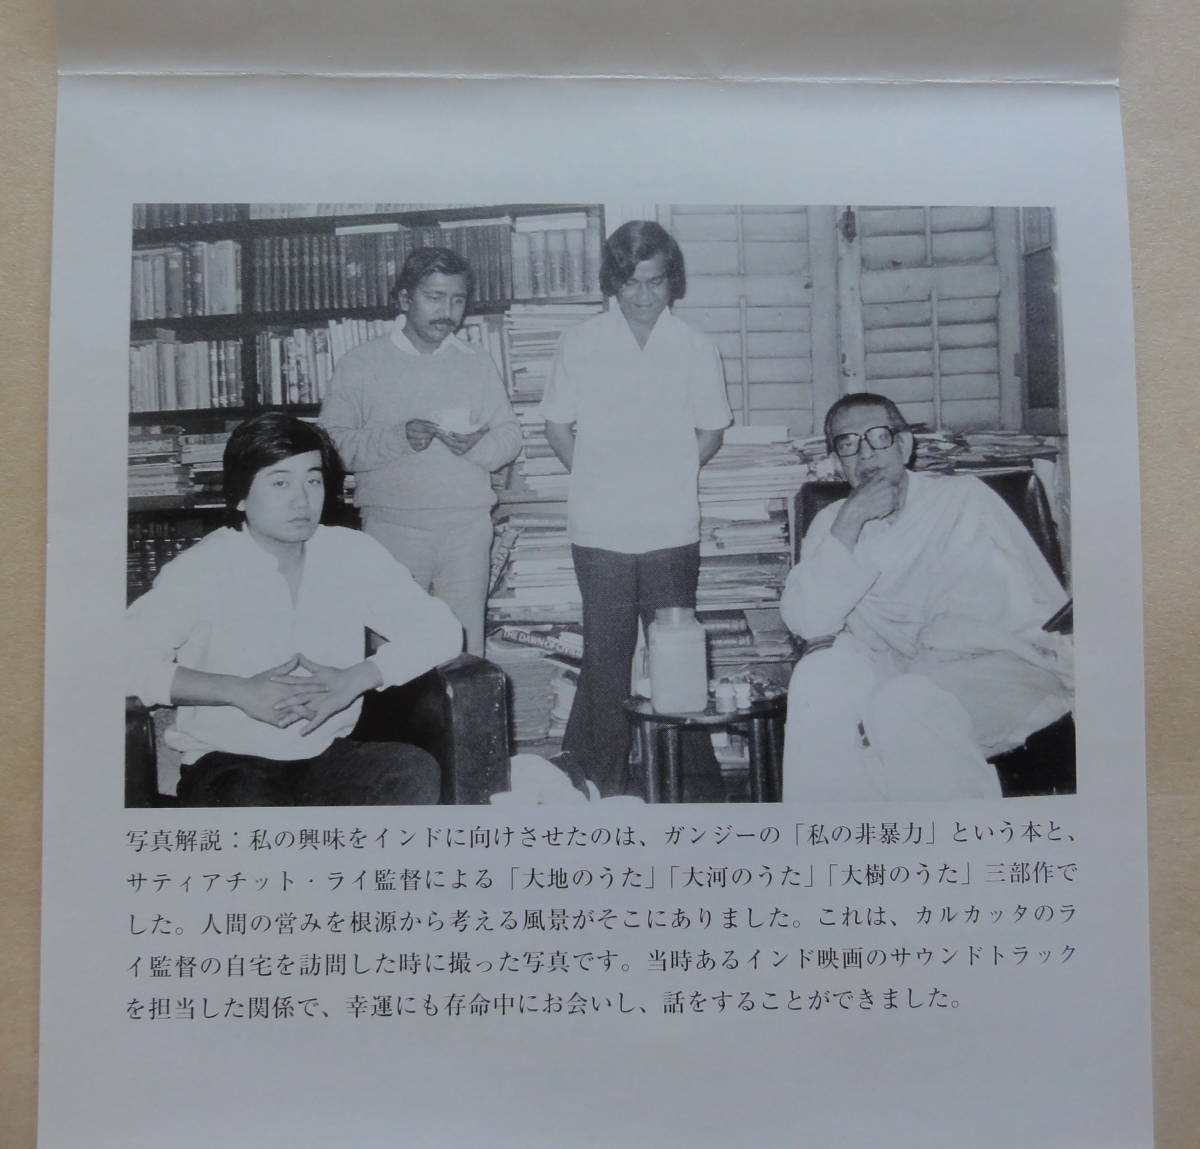 THE DAWN OF CIVI
写真解説：私の興味をインドに向けさせたのは、ガンジーの「私の非暴力」という本と、
サティアチット・ライ監督による「大地のうた」「大河のうた」「大樹のうた」三部作で
した。人間の営みを根源から考える風景がそこにありました。これは、カルカッタのラ
イ監督の自宅を訪問した時に撮った写真です。当時あるインド映画のサウンドトラック
を担当した関係で、幸運にも存命中にお会いし、話をすることができました。